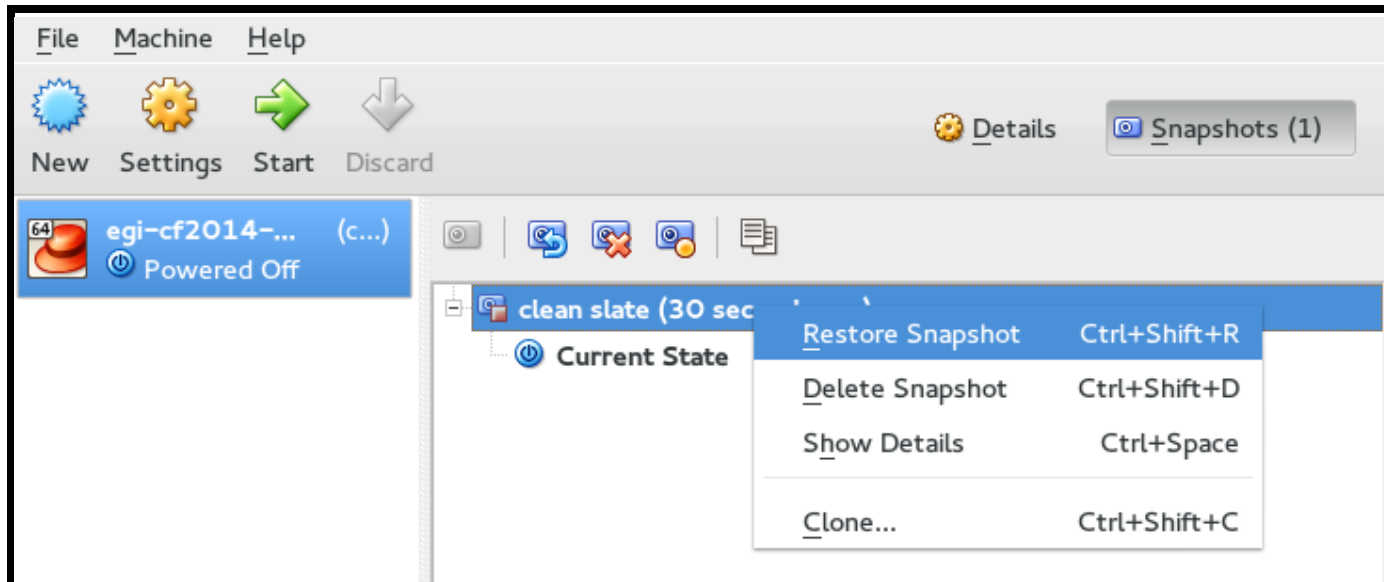 File Machine Help
New Settings Start Discard
Details Snapshots (1)
64 egi-cf2014-... (c...)
Powered Off
clean slate (30 sec
Current State
Restore Snapshot Ctrl+Shift+R
Delete Snapshot Ctrl+Shift+D
Show Details Ctrl+Space
Clone... Ctrl+Shift+C